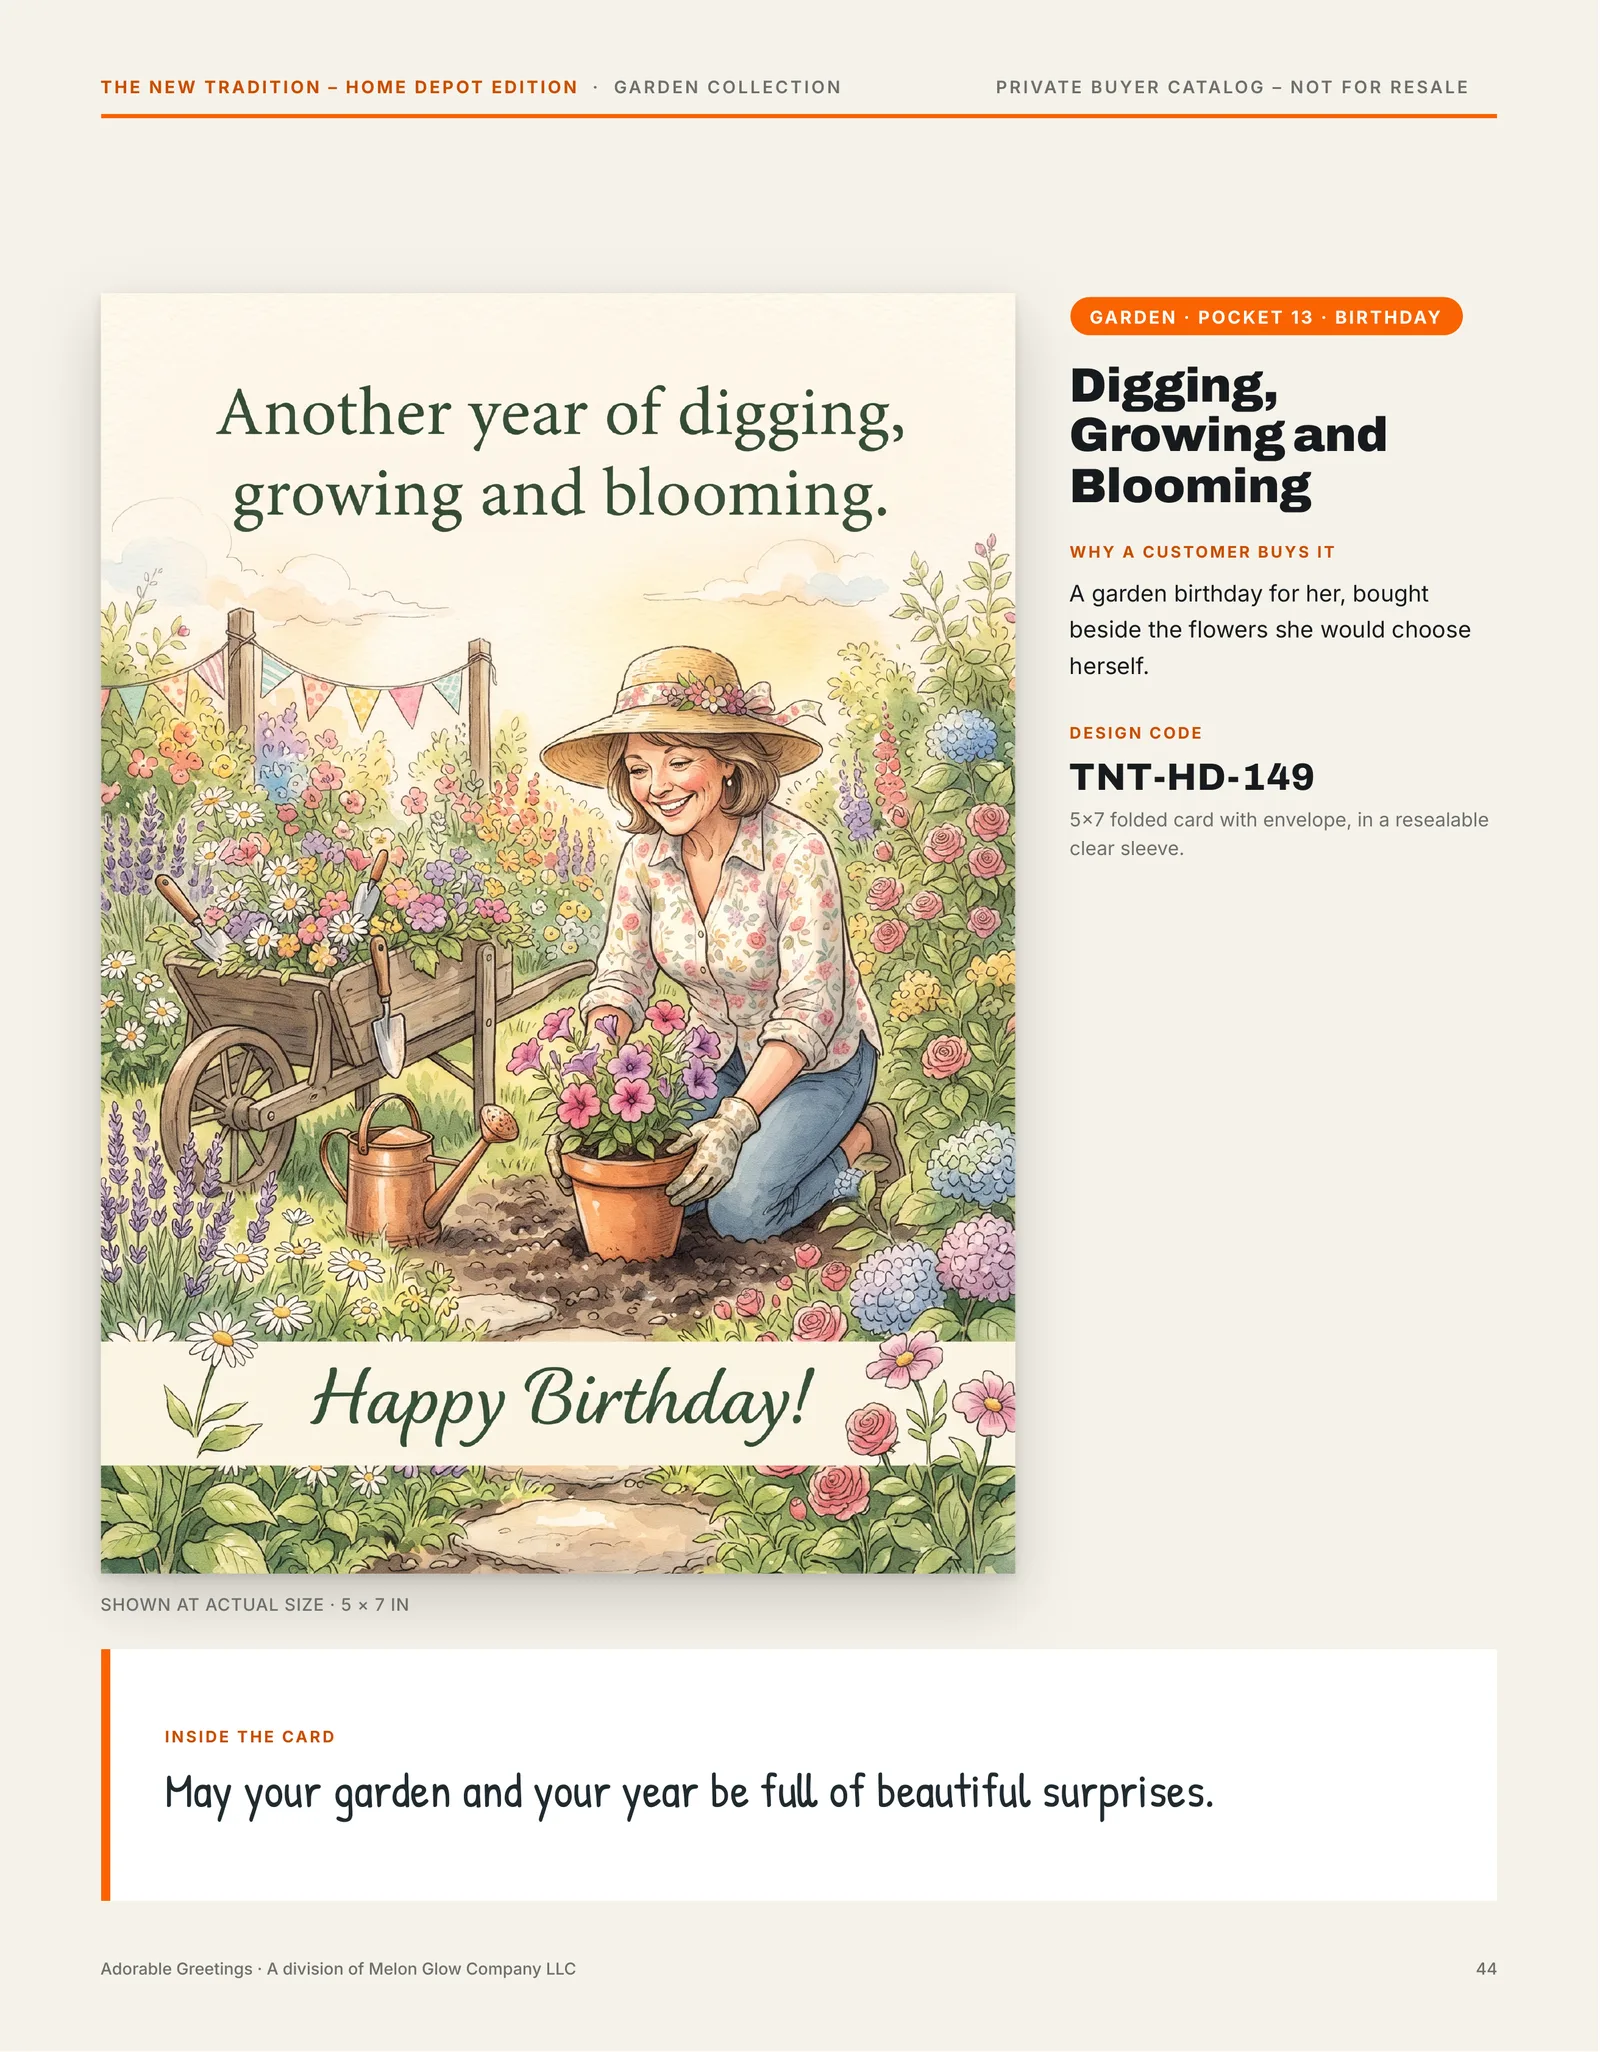 THE NEW TRADITION – HOME DEPOT EDITION · GARDEN COLLECTION
PRIVATE BUYER CATALOG – NOT FOR RESALE
Another year of digging,
growing and blooming.
Happy Birthday!
SHOWN AT ACTUAL SIZE · 5 × 7 IN
GARDEN · POCKET 13 · BIRTHDAY
Digging,
Growing and
Blooming
WHY A CUSTOMER BUYS IT
A garden birthday for her, bought
beside the flowers she would choose
herself.
DESIGN CODE
TNT-HD-149
5×7 folded card with envelope, in a resealable
clear sleeve.
INSIDE THE CARD
May your garden and your year be full of beautiful surprises.
Adorable Greetings · A division of Melon Glow Company LLC
44